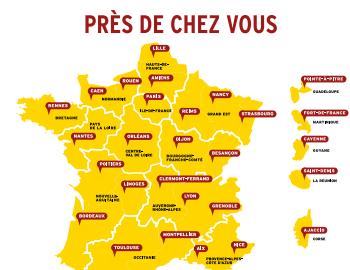 PRÈS DE CHEZ VOUS
LILLE
HAUTS-DE-
FRANCE
AMIENS
ROUEN
CAEN
NORMANDIE
PARIS
ÎLE-DE-FRANCE
REIMS
NANCY
GRAND EST
STRASBOURG
RENNES
BRETAGNE
PAYS
DE LA LOIRE
NANTES
ORLÉANS
CENTRE-
VAL DE LOIRE
DIJON
BOURGOGNE-
FRANCHE-COMTÉ
BESANÇON
POITIERS
LIMOGES
NOUVELLE-
AQUITAINE
CLERMONT-FERRAND
LYON
AUVERGNE-
RHÔNE-ALPES
GRENOBLE
BORDEAUX
TOULOUSE
OCCITANIE
MONTPELLIER
AIX
NICE
PROVENCE-ALPES-
CÔTE D'AZUR
POINTE-À-PITRE
GUADELOUPE
FORT-DE-FRANCE
MARTINIQUE
CAYENNE
GUYANE
SAINT-DENIS
LA RÉUNION
AJACCIO
CORSE